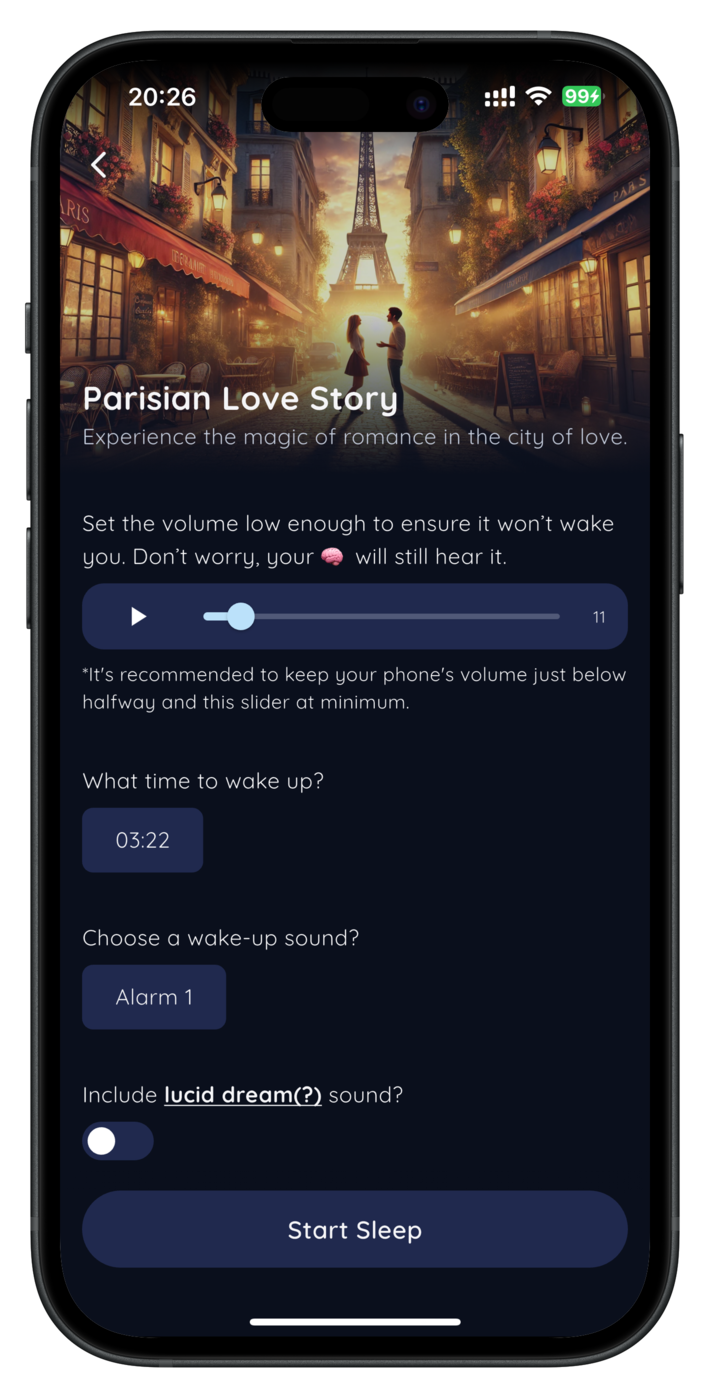 20:26
99
ARIS
PARIS
Parisian Love Story
Experience the magic of romance in the city of love.
Set the volume low enough to ensure it won’t wake
you. Don’t worry, your 🧠 will still hear it.
11
*It's recommended to keep your phone's volume just below
halfway and this slider at minimum.
What time to wake up?
03:22
Choose a wake-up sound?
Alarm 1
Include lucid dream(?) sound?
Start Sleep